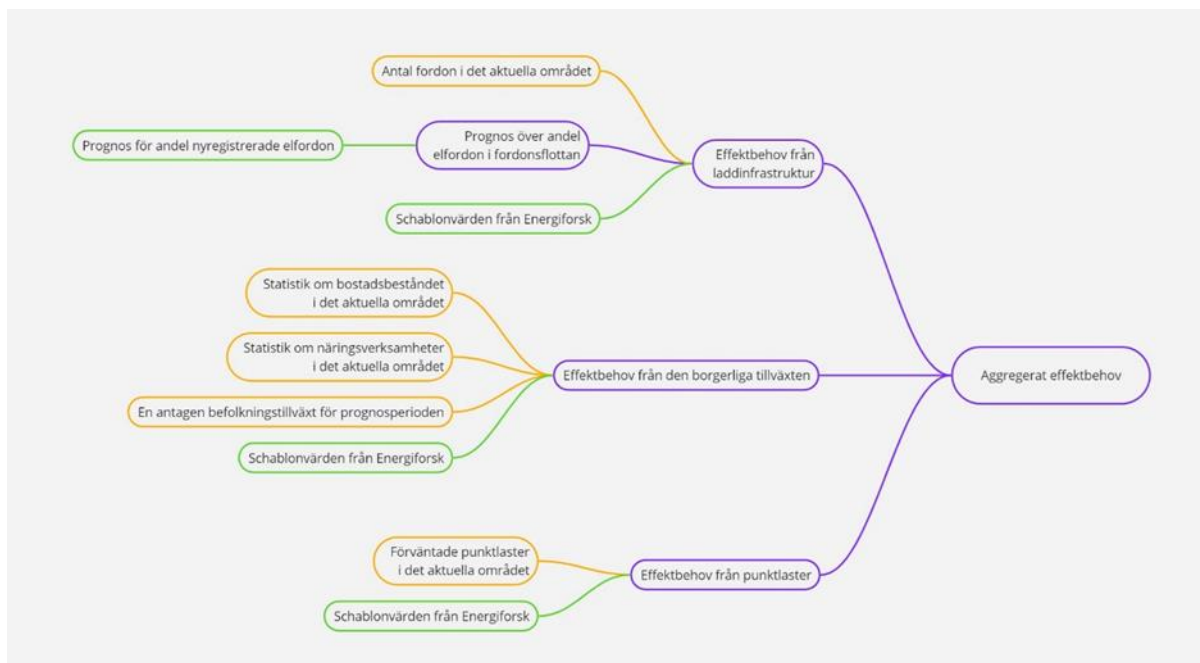 Antal fordon i det aktuella området
Prognos för andel nyregistrerade elfordon
Prognos över andel
elfordon i fordonsflottan
Effektbehov från
laddinfrastruktur
Schablonvärden från Energiforsk
Statistik om bostadsbeståndet
i det aktuella området
Statistik om näringsverksamheter
i det aktuella området
Effektbehov från den borgerliga tillväxten
Aggregerat effektbehov
En antagen befolkningstillväxt för prognosperioden
Schablonvärden från Energiforsk
Förväntade punktlaster
i det aktuella området
Effektbehov från punktlaster
Schablonvärden från Energiforsk